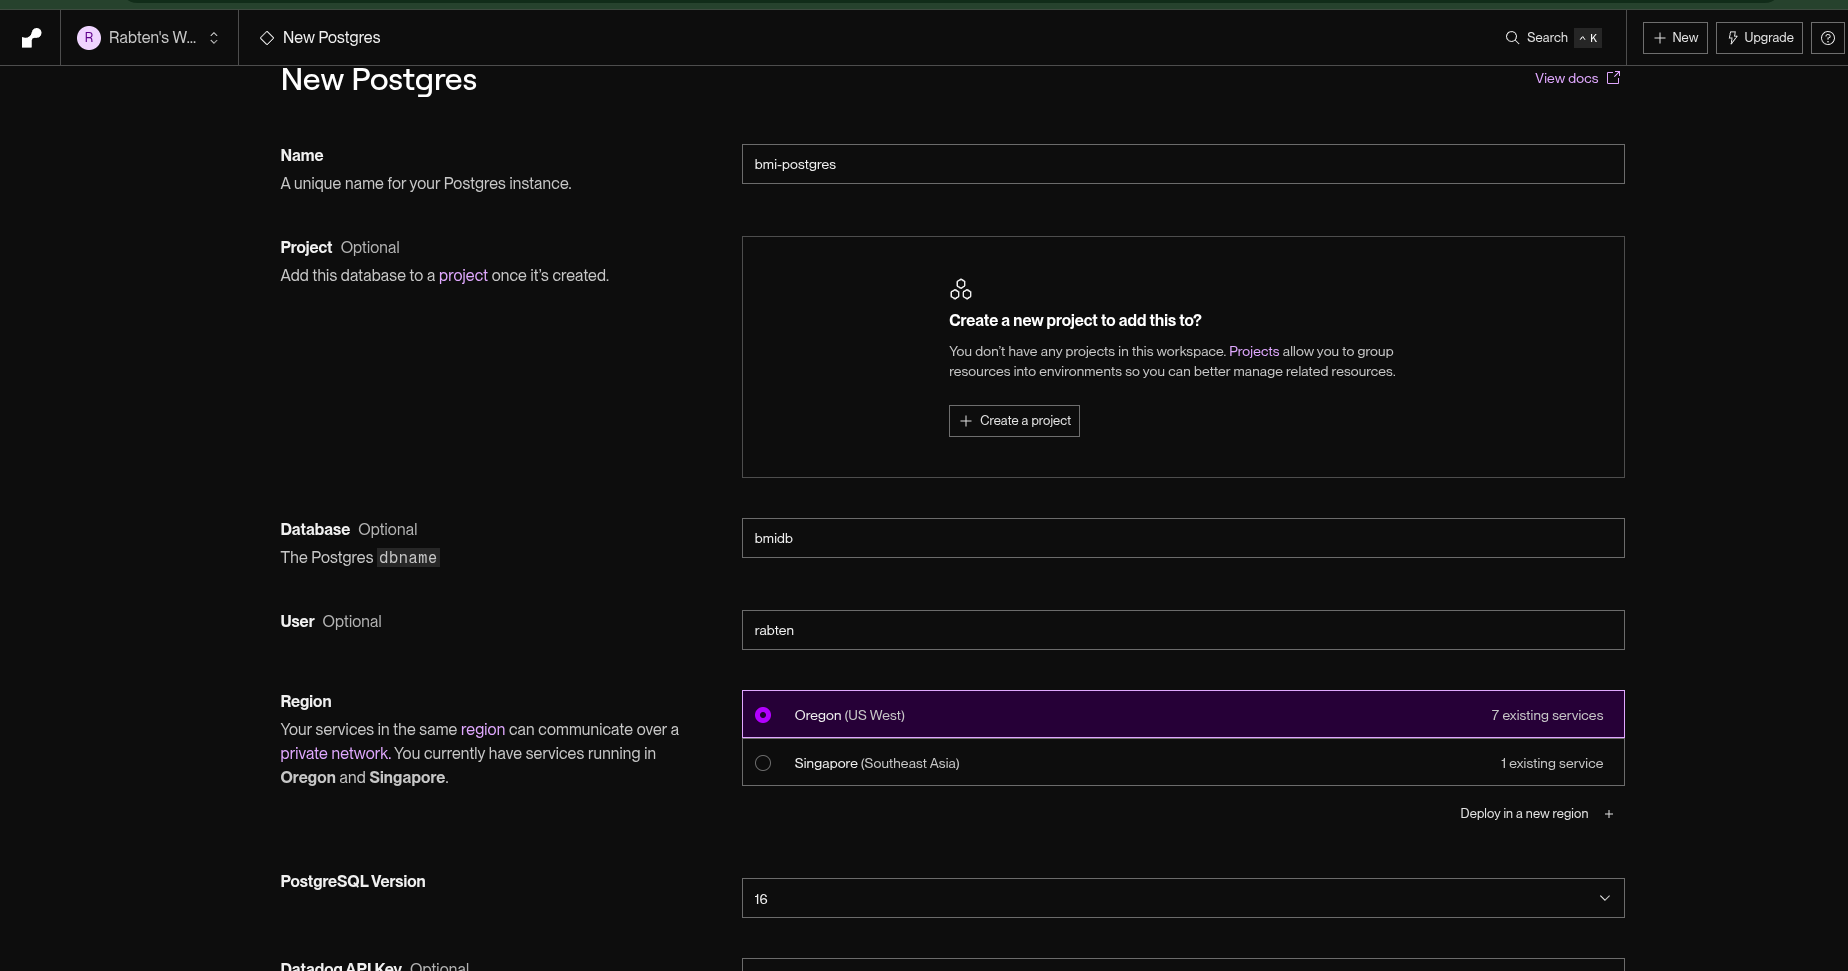 R Rabten's W... New Postgres Search ^ K + New Upgrade
New Postgres View docs
Name
A unique name for your Postgres instance.
bmi-postgres
Project Optional
Add this database to a project once it's created.
Create a new project to add this to?
You don't have any projects in this workspace. Projects allow you to group
resources into environments so you can better manage related resources.
+ Create a project
Database Optional
The Postgres dbname
bmidb
User Optional
rabten
Region
Your services in the same region can communicate over a
private network. You currently have services running in
Oregon and Singapore.
Oregon (US West) 7 existing services
Singapore (Southeast Asia) 1 existing service
Deploy in a new region +
PostgreSQL Version
16
Datadog API Key Optional